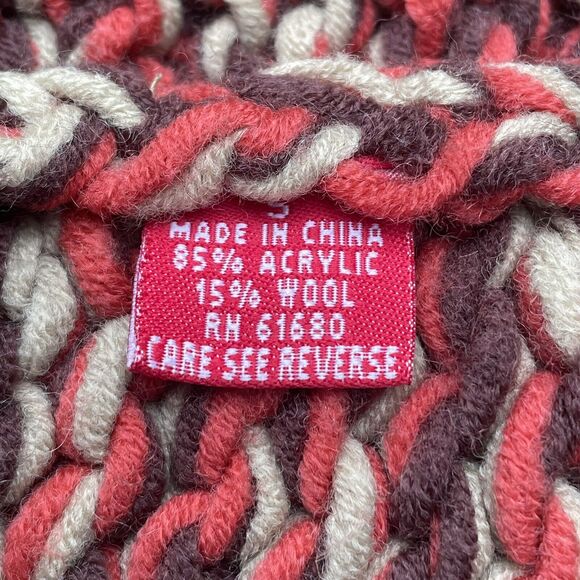 S
MADE IN CHINA
85% ACRYLIC
15% WOOL
RN 61680
CARE SEE REVERSE